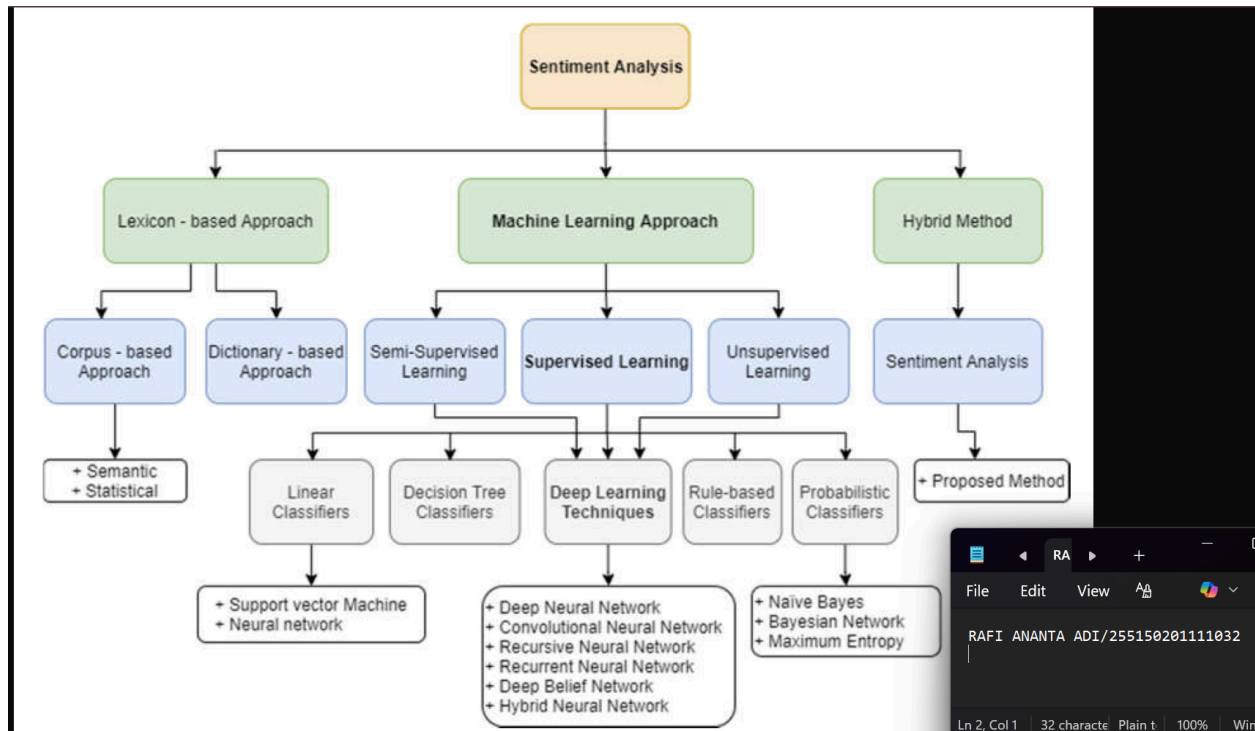 Sentiment Analysis
Lexicon - based Approach
Machine Learning Approach
Hybrid Method
Corpus - based
Approach
Dictionary - based
Approach
Semi-Supervised
Learning
Supervised Learning
Unsupervised
Learning
Sentiment Analysis
+ Semantic
+ Statistical
Linear
Classifiers
Decision Tree
Classifiers
Deep Learning
Techniques
Rule-based
Classifiers
Probabilistic
Classifiers
+ Proposed Method
+ Support vector Machine
+ Neural network
+ Deep Neural Network
+ Convolutional Neural Network
+ Recursive Neural Network
+ Recurrent Neural Network
+ Deep Belief Network
+ Hybrid Neural Network
+ Naïve Bayes
+ Bayesian Network
+ Maximum Entropy
RA
File Edit View
RAFI ANANTA ADI/255150201111032
Ln 2, Col 1 32 characte Plain t 100% Win